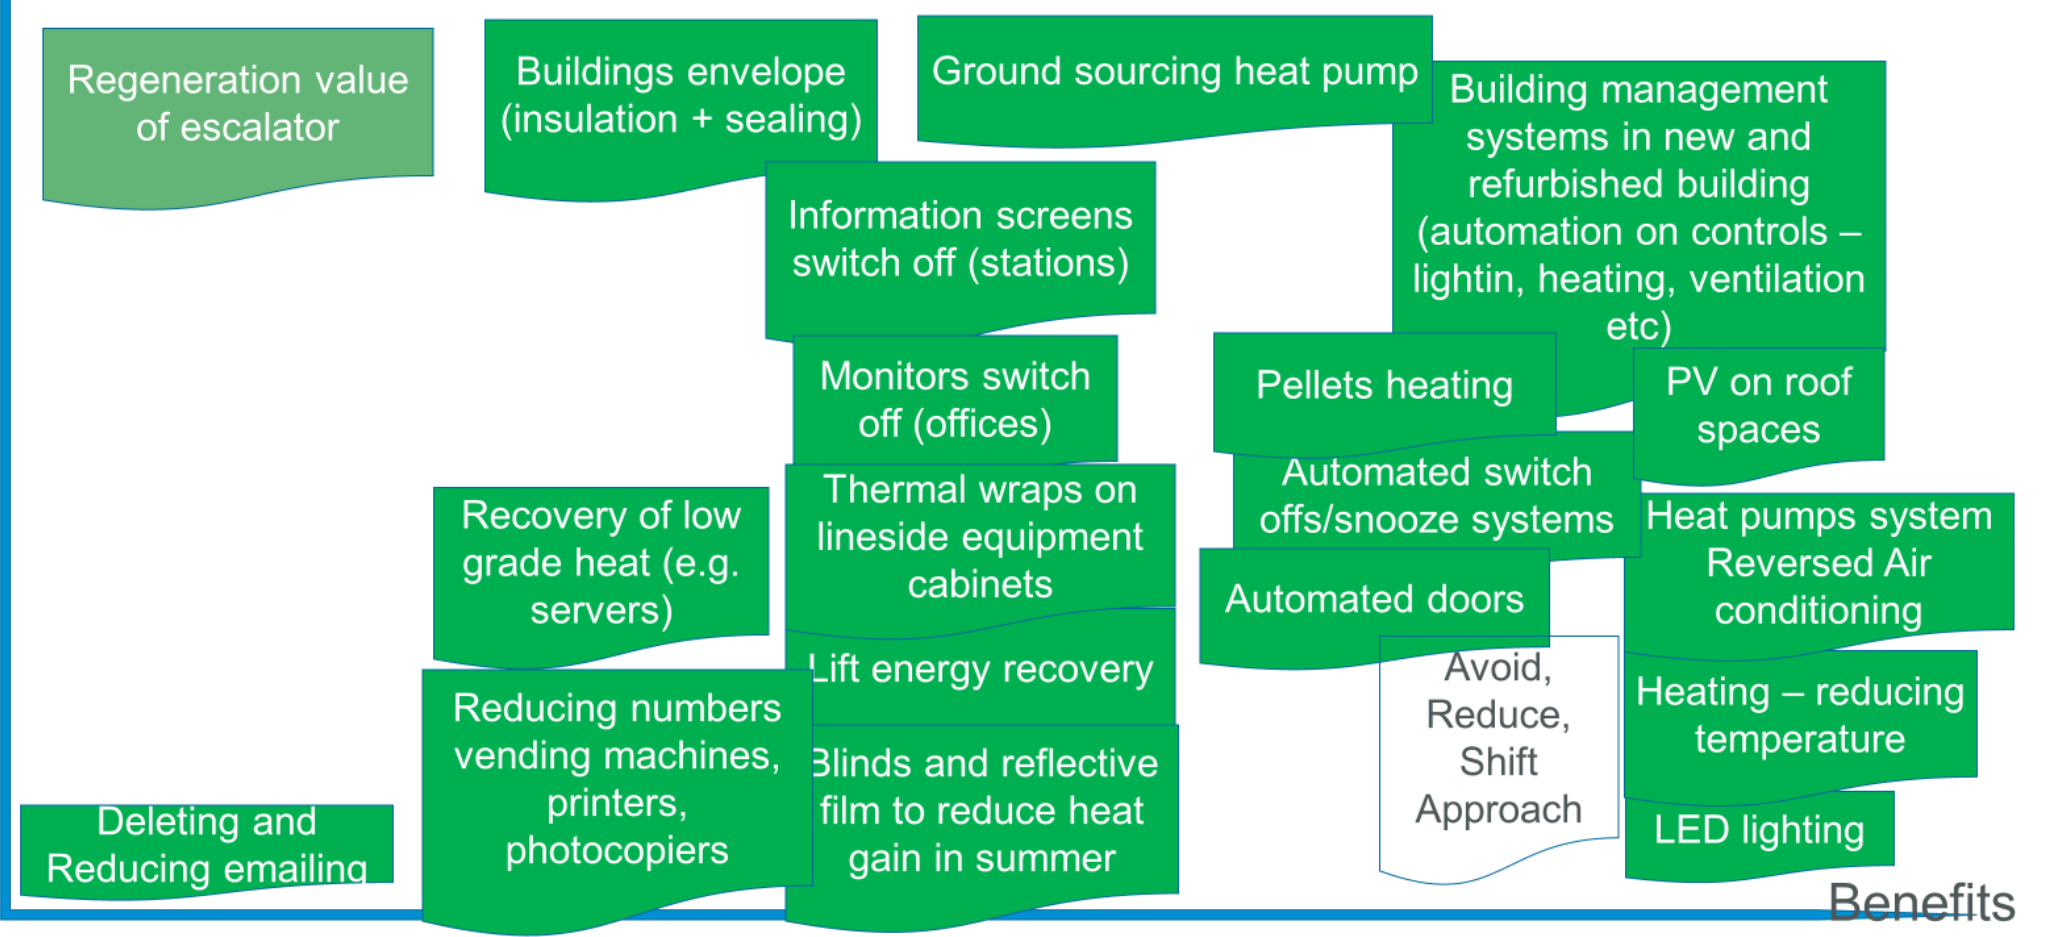 Regeneration value
of escalator
Buildings envelope
(insulation + sealing)
Ground sourcing heat pump
Building management
systems in new and
refurbished building
(automation on controls –
lightin, heating, ventilation
etc)
Information screens
switch off (stations)
Monitors switch
off (offices)
Pellets heating
PV on roof
spaces
Automated switch
offs/snooze systems
Thermal wraps on
lineside equipment
cabinets
Recovery of low
grade heat (e.g.
servers)
Heat pumps system
Reversed Air
conditioning
Automated doors
Lift energy recovery
Avoid,
Reduce,
Shift
Approach
Heating – reducing
temperature
Reducing numbers
vending machines,
printers,
photocopiers
Blinds and reflective
film to reduce heat
gain in summer
Deleting and
Reducing emailing
LED lighting
Benefits